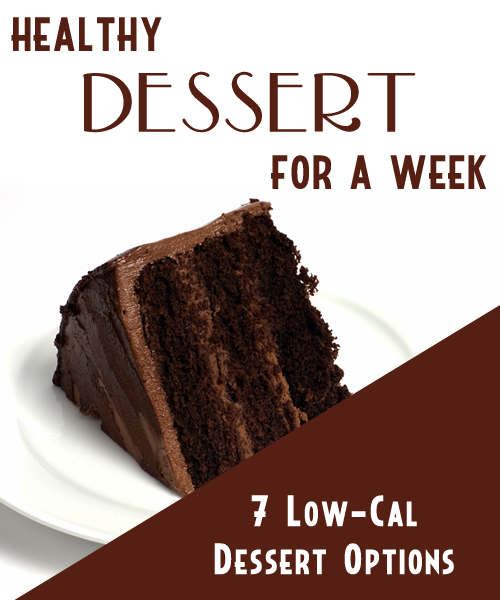 HEALTHY
DESSERT
FOR A WEEK
7 LOW-CAL
DESSERT OPTIONS